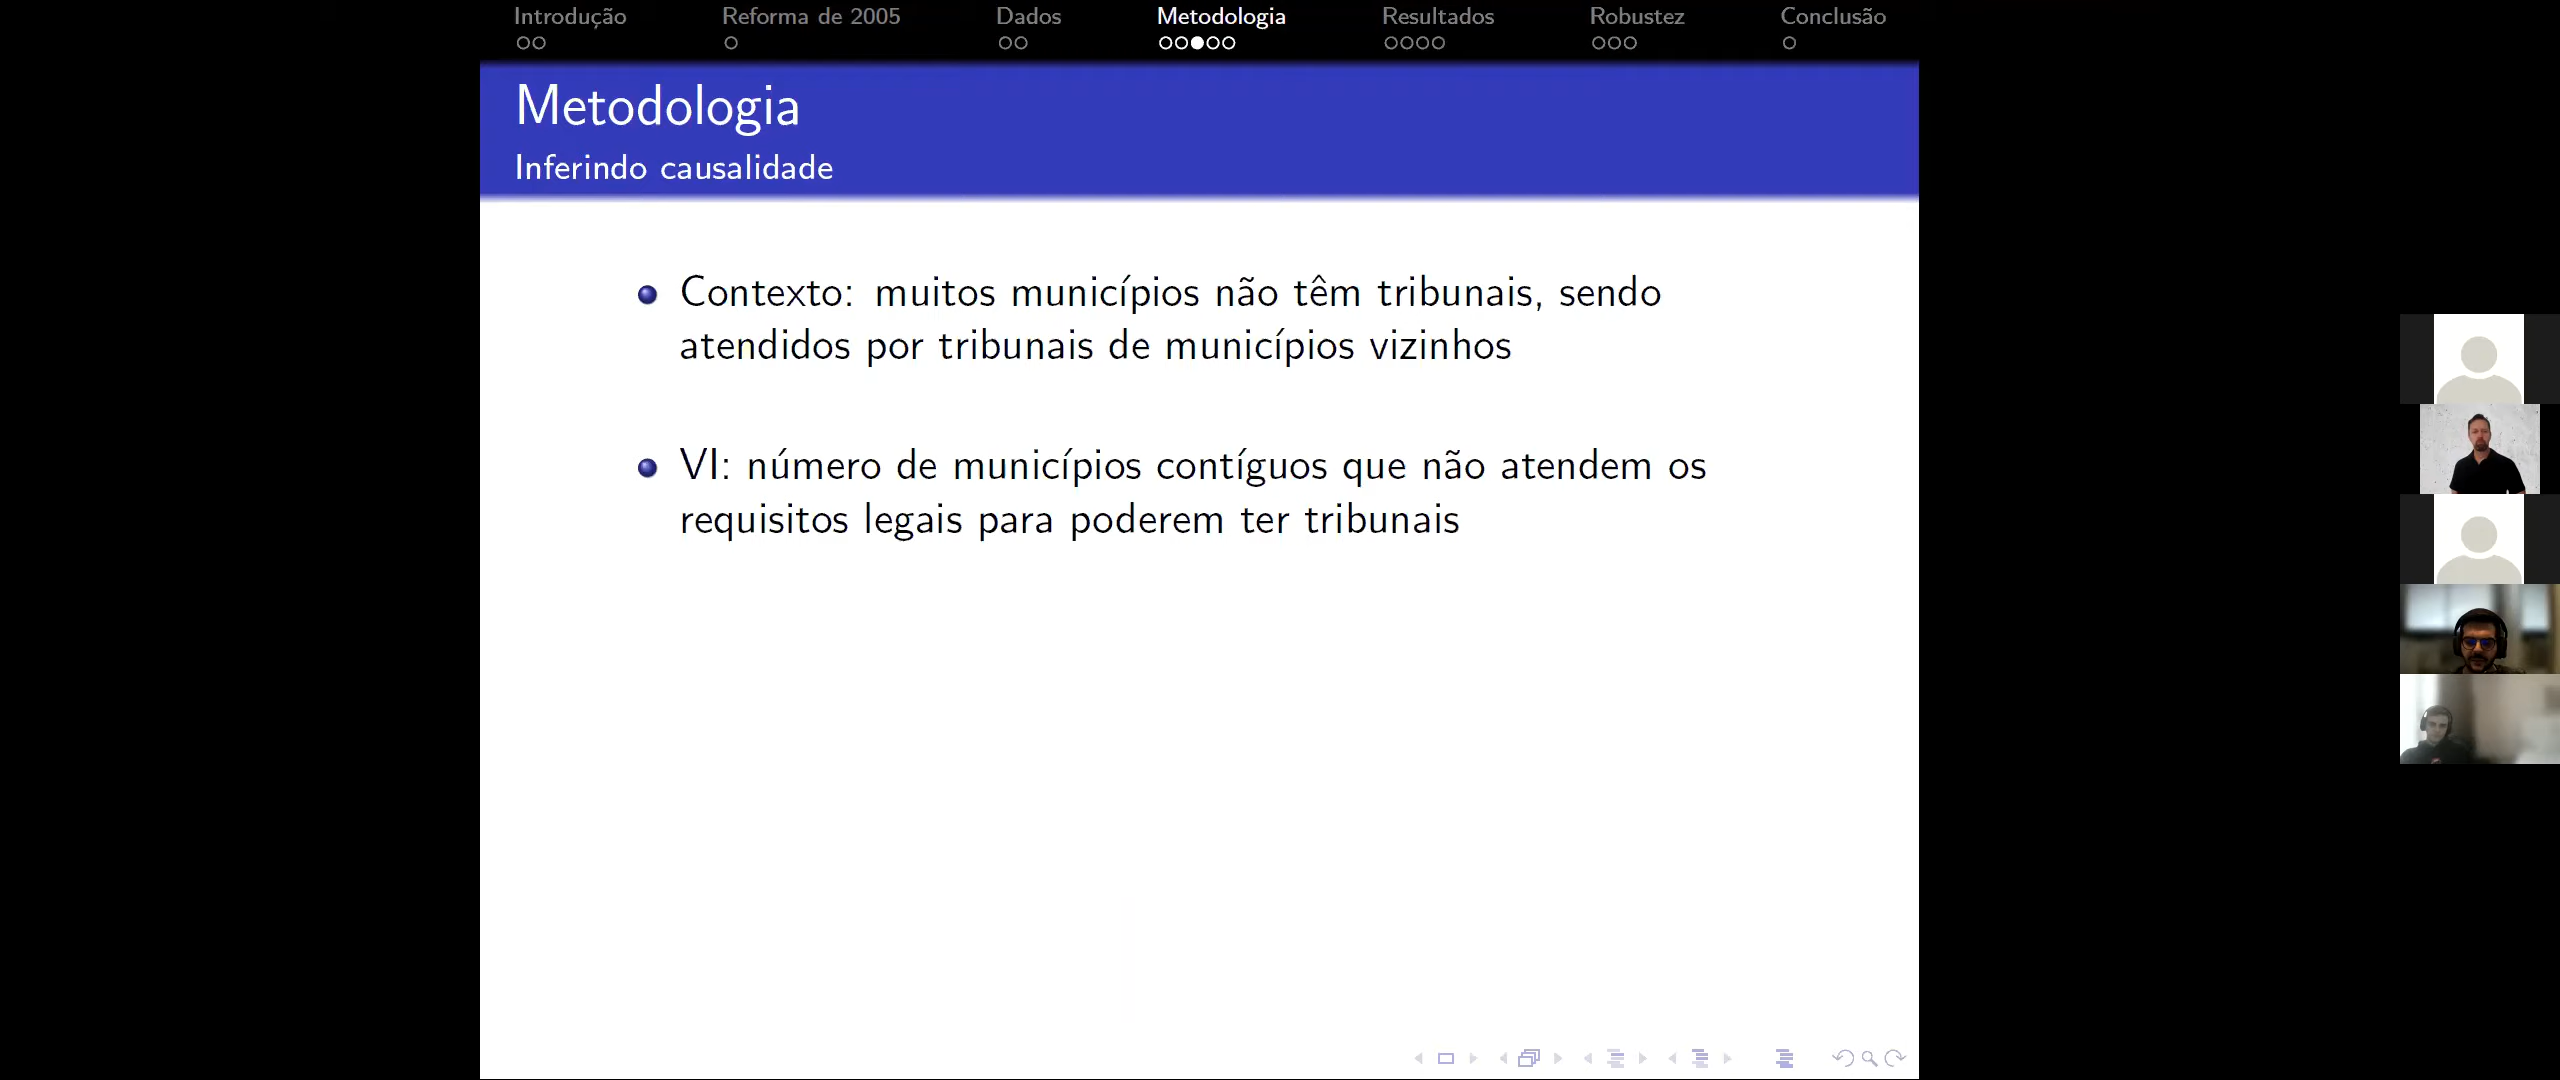 Introdução Reforma de 2005 Dados Metodologia Resultados Robustez Conclusão
Metodologia
Inferindo causalidade
Contexto: muitos municípios não têm tribunais, sendo
atendidos por tribunais de municípios vizinhos
VI: número de municípios contíguos que não atendem os
requisitos legais para poderem ter tribunais